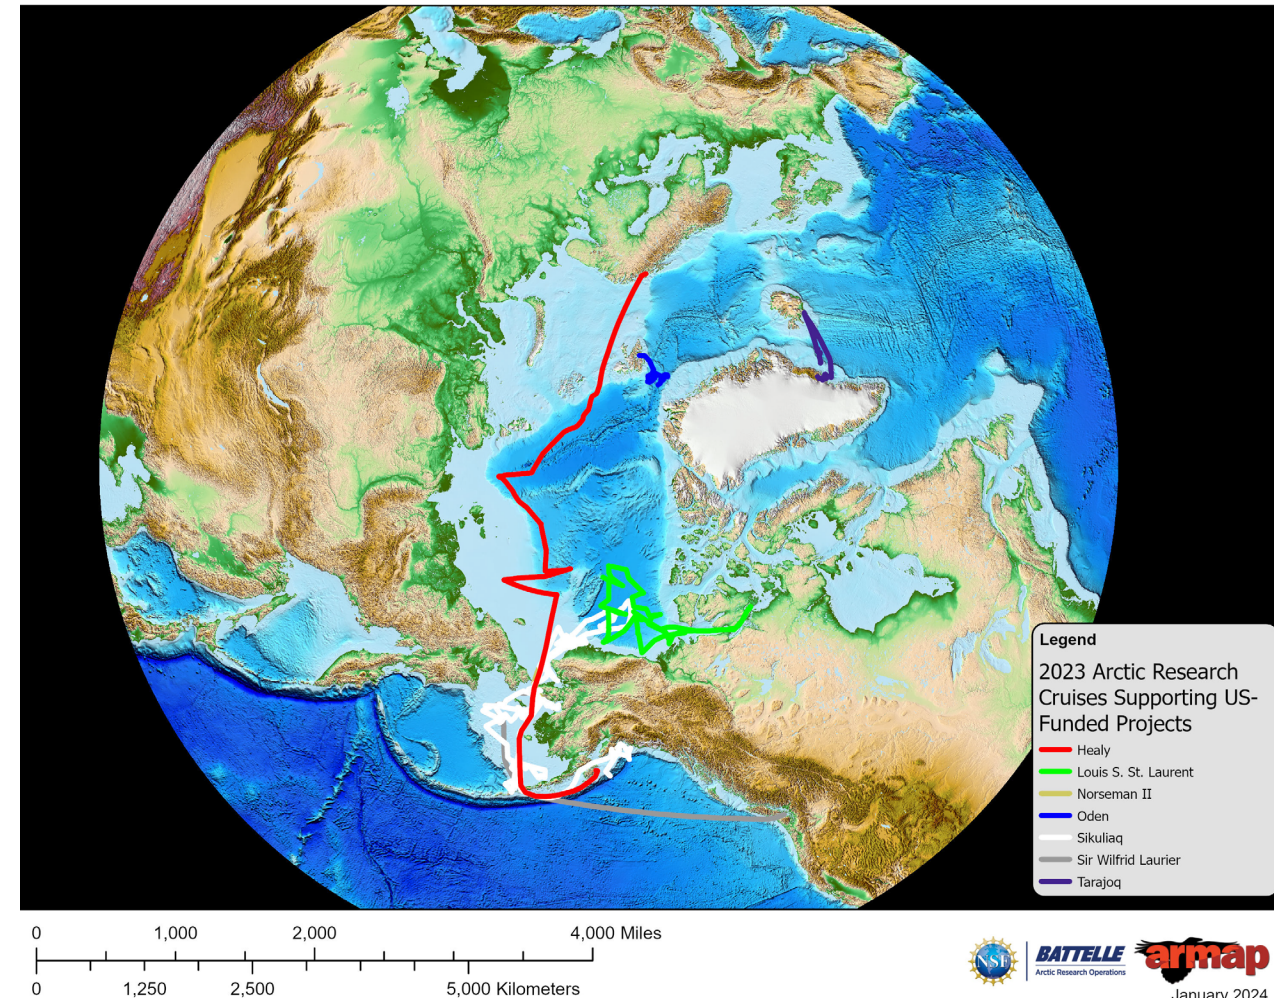 Legend
2023 Arctic Research
Cruises Supporting US-
Funded Projects
Healy
Louis S. St. Laurent
Norseman II
Oden
Sikuliaq
Sir Wilfrid Laurier
Tarajoq
0 1,000 2,000 4,000 Miles
0 1,250 2,500 5,000 Kilometers
NSF
BATTELLE
Arctic Research Operations
armap
January 2024